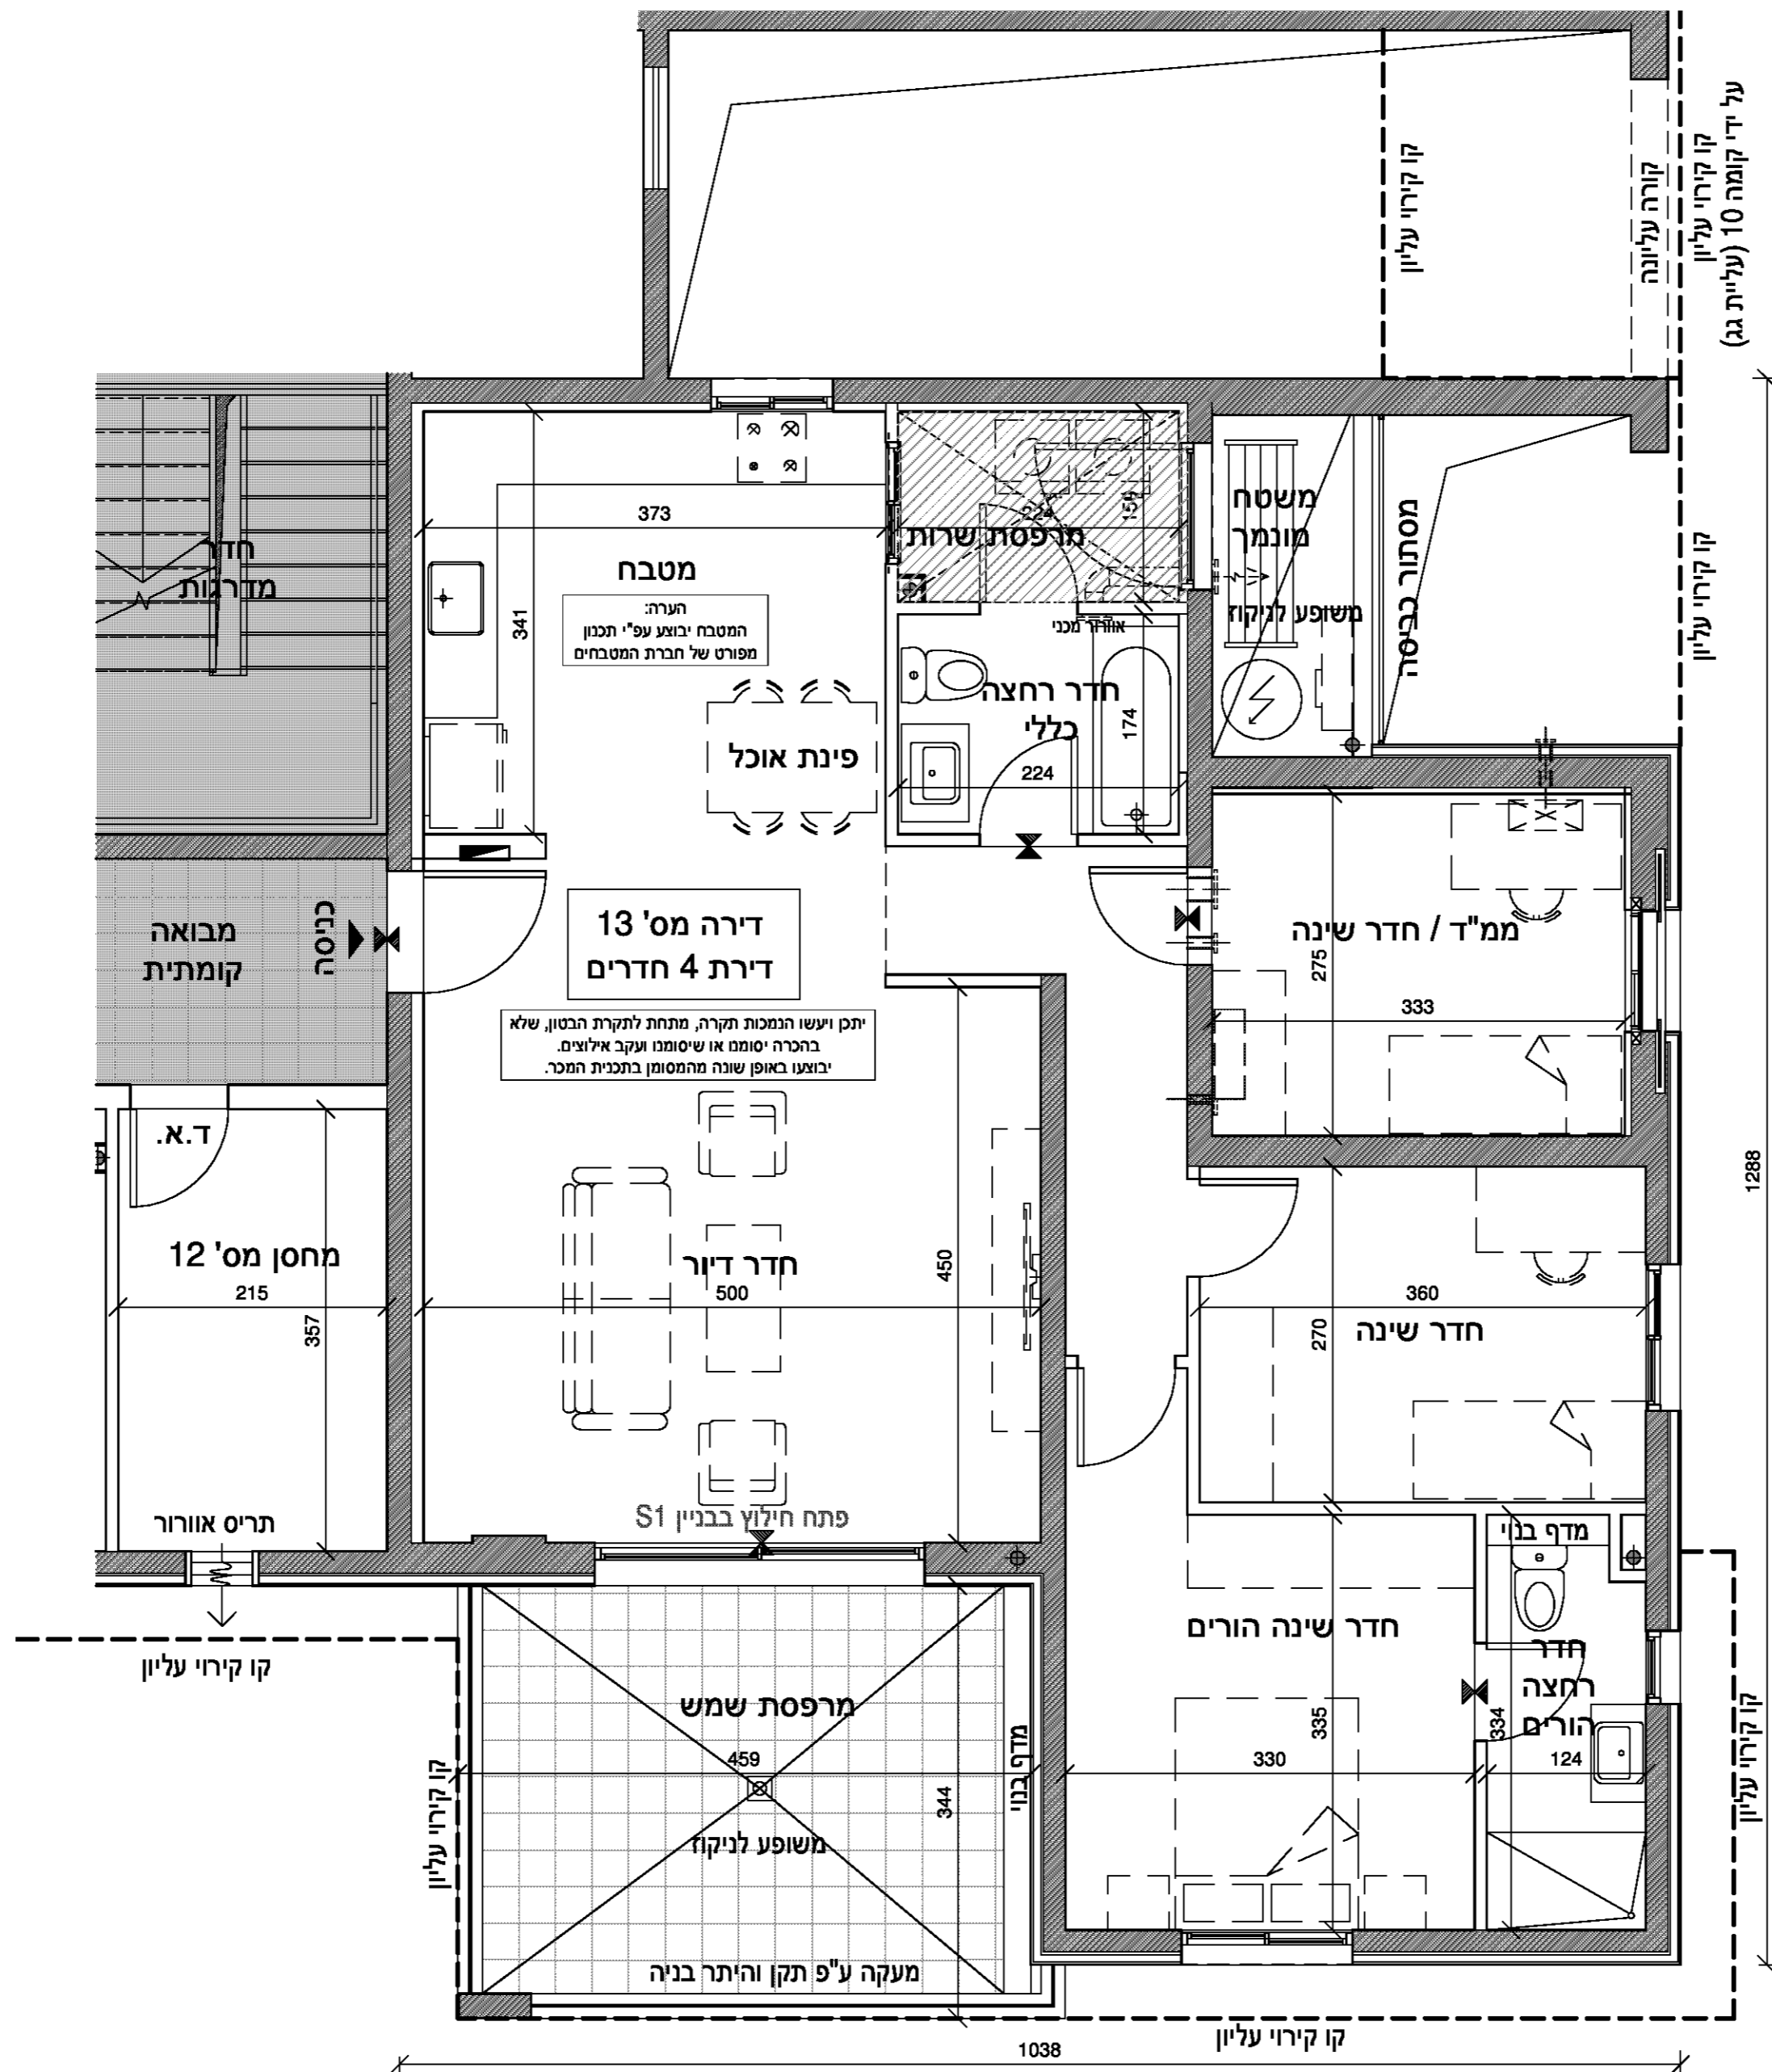 קו קירוי עליון
קורה עליונה
קו קירוי עליון
על ידי קומה 10 (עליית גג)
חדר
מדרגות
373
מטבח
הערה:
המטבח יבוצע עפ"י תכנון
מפורט של חברת המטבחים
341
224
159
מרפסת שרות
משטח
מונמך
משופע לניקוז
מסתור כביסה
קו קירוי עליון
אוורור מכני
חדר רחצה
כללי
174
224
פינת אוכל
מבואה
קומתית
כניסה
דירה מס' 13
דירת 4 חדרים
יתכן ויעשו הנמכות תקרה, מתחת לתקרת הבטון, שלא
בהכרח יסומנו או שיסומנו ועקב אילוצים.
יבוצעו באופן שונה מהמסומן בתכנית המכר.
275
ממ"ד / חדר שינה
333
1288
ד.א.
מחסן מס' 12
215
357
תריס אוורור
חדר דיור
500
450
360
270
חדר שינה
פתח חילוץ בבניין S1
מדף בנוי
חדר שינה הורים
חדר
רחצה
הורים
335
330
334
124
קו קירוי עליון
קו קירוי עליון
קו קירוי עליון
מרפסת שמש
459
344
מדף בנוי
משופע לניקוז
מעקה ע"פ תקן והיתר בניה
קו קירוי עליון
1038